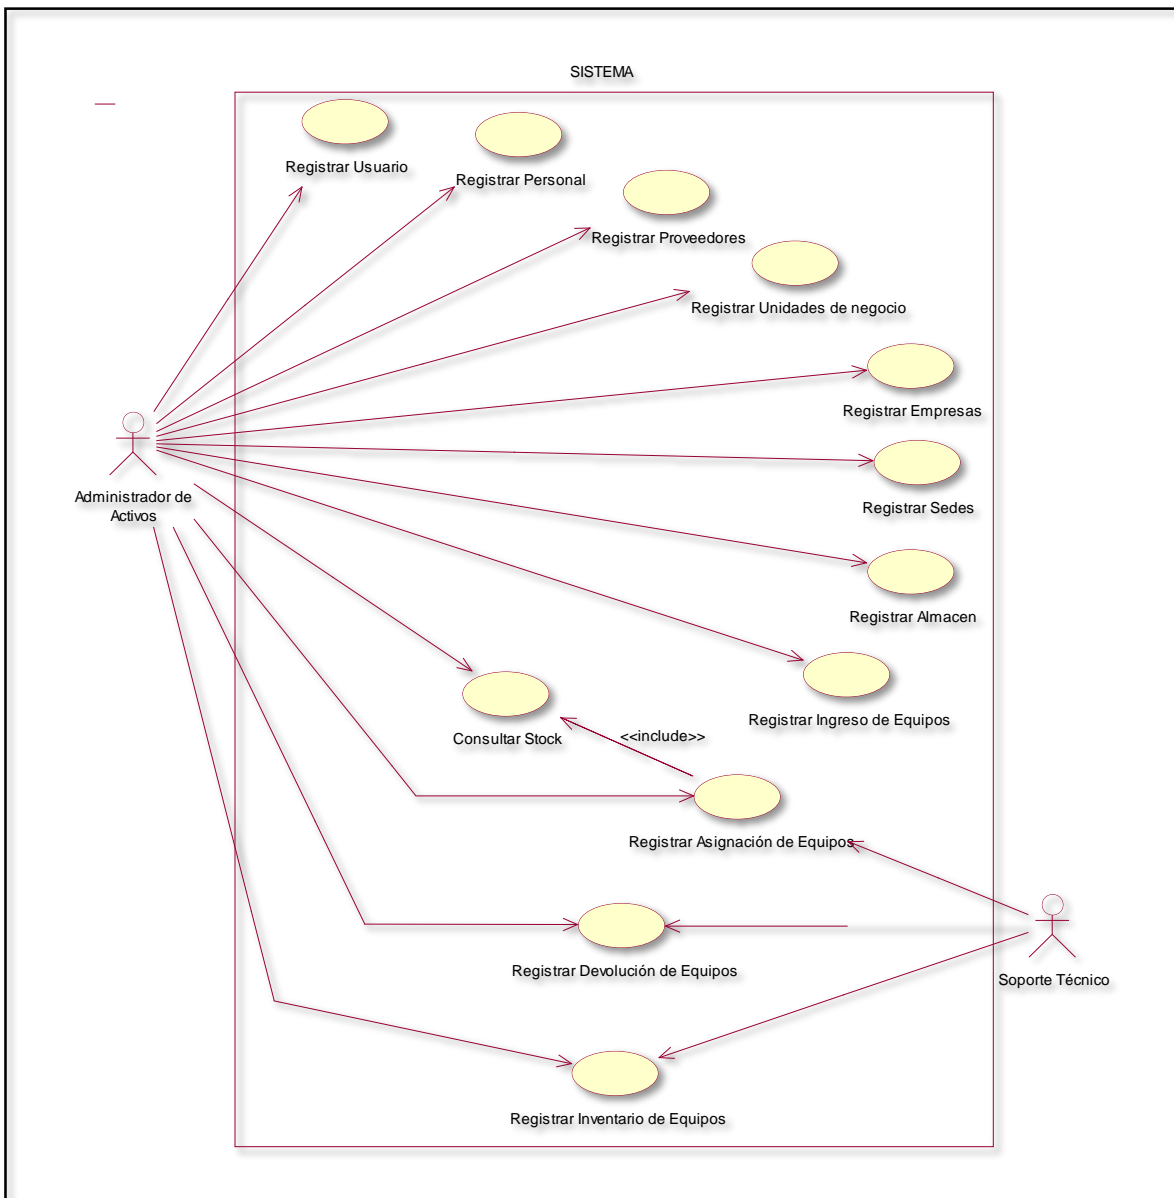 SISTEMA
Registrar Usuario
Registrar Personal
Registrar Proveedores
Registrar Unidades de negocio
Registrar Empresas
Registrar Sedes
Administrador de
Activos
Registrar Almacen
Registrar Ingreso de Equipos
Consultar Stock
<<include>>
Registrar Asignación de Equipos
Registrar Devolución de Equipos
Soporte Técnico
Registrar Inventario de Equipos